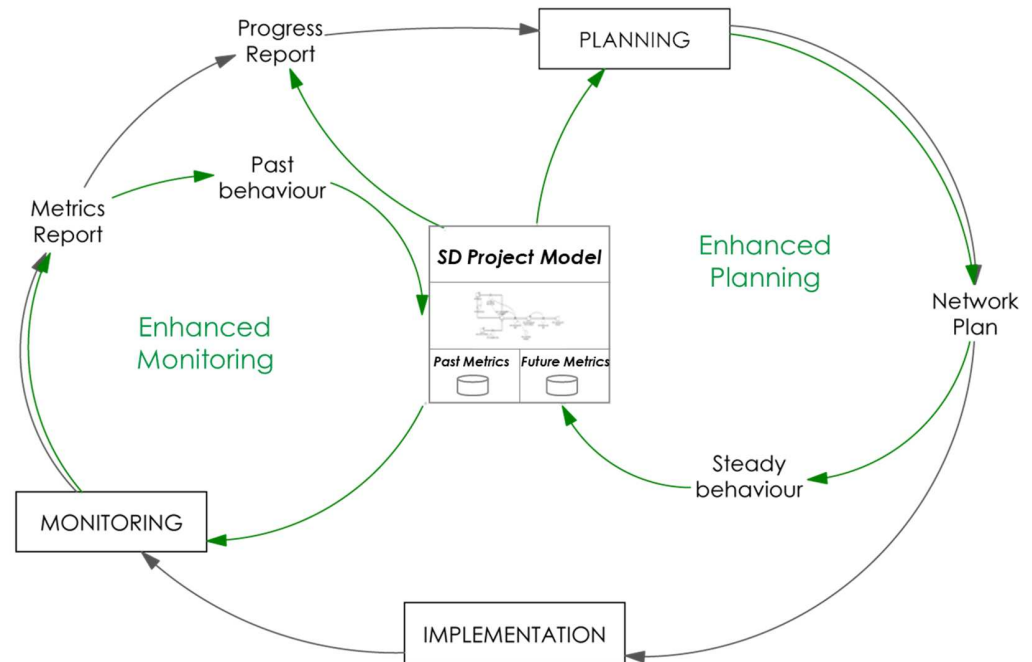 Progress
Report
PLANNING
Past
behaviour
Metrics
Report
SD Project Model
Enhanced
Planning
Network
Plan
Enhanced
Monitoring
Past Metrics
Future Metrics
Steady
behaviour
MONITORING
IMPLEMENTATION